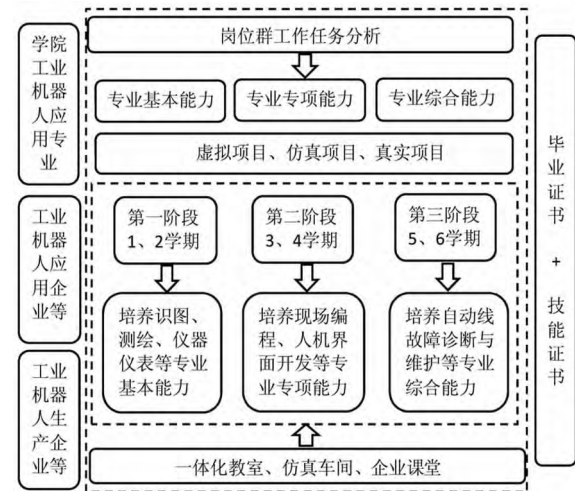 学院
工业
机器
人应
用专
业
工业
机器
人应
用企
业等
工业
机器
人生
产企
业等
岗位群工作任务分析
专业基本能力
专业专项能力
专业综合能力
虚拟项目、仿真项目、真实项目
第一阶段
1、2学期
第二阶段
3、4学期
第三阶段
5、6学期
培养识图、
测绘、仪器
仪表等专业
基本能力
培养现场编
程、人机界
面开发等专
业专项能力
培养自动线
故障诊断与
维护等专业
综合能力
一体化教室、仿真车间、企业课堂
毕业证书 + 技能证书